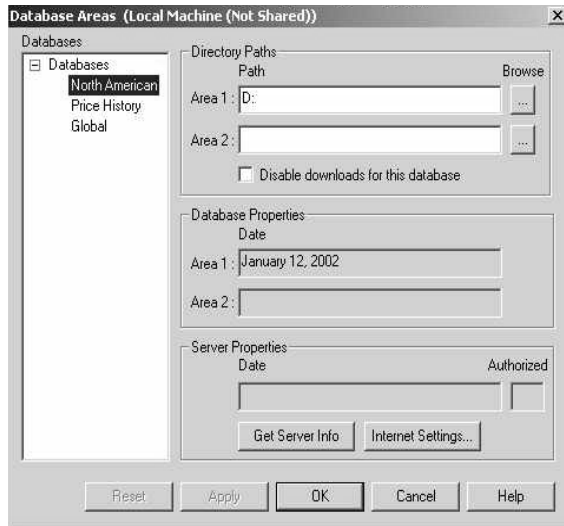 Database Areas (Local Machine (Not Shared))
Databases
Databases
North American
Price History
Global
Directory Paths
Path Browse
Area 1 : D: ...
Area 2 : ...
Disable downloads for this database
Database Properties
Date
Area 1 : January 12, 2002
Area 2 :
Server Properties
Date Authorized
Get Server Info Internet Settings...
Reset Apply OK Cancel Help